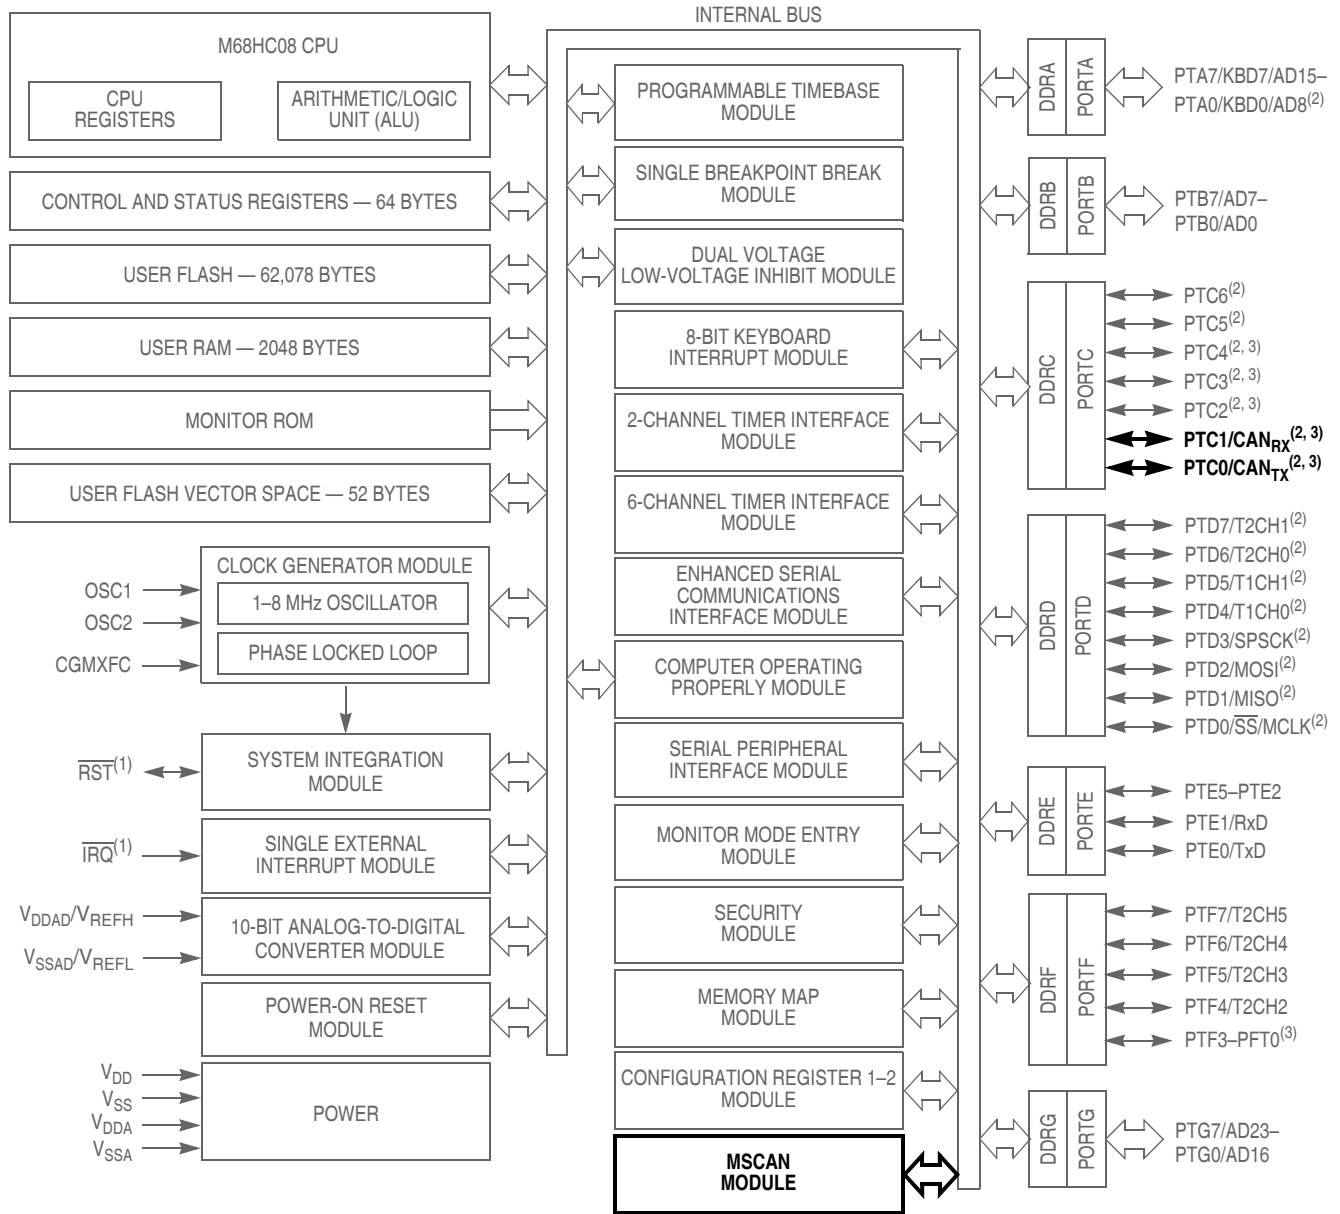 INTERNAL BUS
M68HC08 CPU
CPU
REGISTERS
ARITHMETIC/LOGIC
UNIT (ALU)
CONTROL AND STATUS REGISTERS — 64 BYTES
USER FLASH — 62,078 BYTES
USER RAM — 2048 BYTES
MONITOR ROM
USER FLASH VECTOR SPACE — 52 BYTES
CLOCK GENERATOR MODULE
1–8 MHz OSCILLATOR
PHASE LOCKED LOOP
OSC1
OSC2
CGMXFC
SYSTEM INTEGRATION
MODULE
RST(1)
SINGLE EXTERNAL
INTERRUPT MODULE
IRQ(1)
10-BIT ANALOG-TO-DIGITAL
CONVERTER MODULE
VDDAD/VREFH
VSSAD/VREFL
POWER-ON RESET
MODULE
POWER
VDD
VSS
VDDA
VSSA
PROGRAMMABLE TIMEBASE
MODULE
SINGLE BREAKPOINT BREAK
MODULE
DUAL VOLTAGE
LOW-VOLTAGE INHIBIT MODULE
8-BIT KEYBOARD
INTERRUPT MODULE
2-CHANNEL TIMER INTERFACE
MODULE
6-CHANNEL TIMER INTERFACE
MODULE
ENHANCED SERIAL
COMMUNICATIONS
INTERFACE MODULE
COMPUTER OPERATING
PROPERLY MODULE
SERIAL PERIPHERAL
INTERFACE MODULE
MONITOR MODE ENTRY
MODULE
SECURITY
MODULE
MEMORY MAP
MODULE
CONFIGURATION REGISTER 1–2
MODULE
MSCAN
MODULE
DDRA
PORTA
PTA7/KBD7/AD15–
PTA0/KBD0/AD8(2)
DDRB
PORTB
PTB7/AD7–
PTB0/AD0
DDRC
PORTC
PTC6(2)
PTC5(2)
PTC4(2, 3)
PTC3(2, 3)
PTC2(2, 3)
PTC1/CANRX(2, 3)
PTC0/CANTX(2, 3)
DDRD
PORTD
PTD7/T2CH1(2)
PTD6/T2CH0(2)
PTD5/T1CH1(2)
PTD4/T1CH0(2)
PTD3/SPSCK(2)
PTD2/MOSI(2)
PTD1/MISO(2)
PTD0/SS/MCLK(2)
DDRE
PORTE
PTE5–PTE2
PTE1/RxD
PTE0/TxD
DDRF
PORTF
PTF7/T2CH5
PTF6/T2CH4
PTF5/T2CH3
PTF4/T2CH2
PTF3–PFT0(3)
DDRG
PORTG
PTG7/AD23–
PTG0/AD16